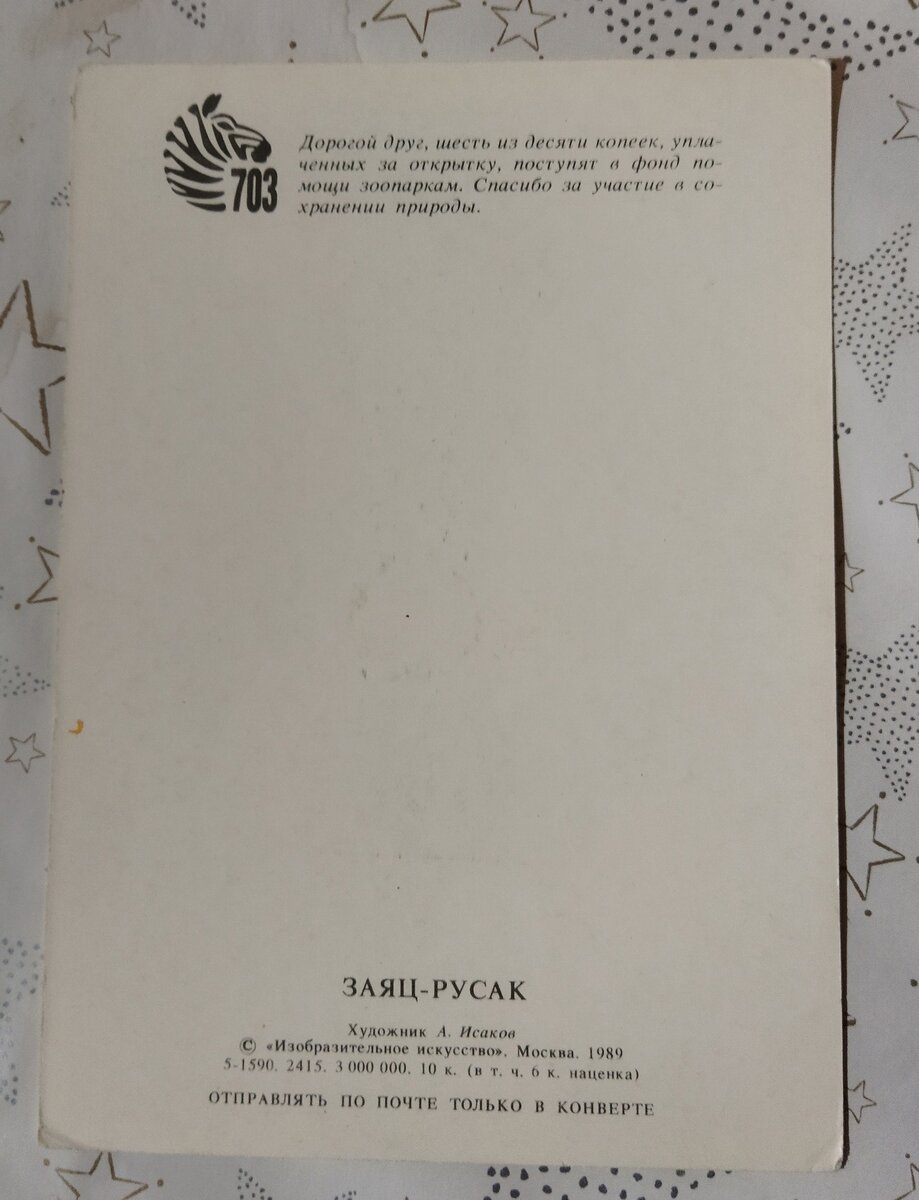 703
Дорогой друг, шесть из десяти копеек, упла-
ченных за открытку, поступят в фонд по-
мощи зоопаркам. Спасибо за участие в со-
хранении природы.
ЗАЯЦ-РУСАК
Художник А. Исаков
© «Изобразительное искусство». Москва. 1989
5-1590. 2415. 3 000 000. 10 к. (в т. ч. 6 к. наценка)
ОТПРАВЛЯТЬ ПО ПОЧТЕ ТОЛЬКО В КОНВЕРТЕ